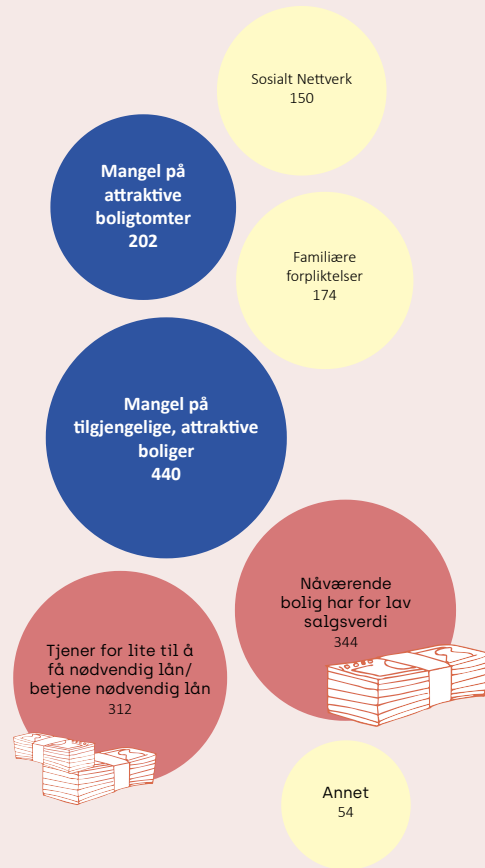 Sosialt Nettverk
150
Mangel på
attraktive
boligtomter
202
Familiære
forpliktelser
174
Mangel på
tilgjengelige, attraktive
boliger
440
Nåværende
bolig har for lav
salgsverdi
344
Tjener for lite til å
få nødvendig lån/
betjene nødvendig lån
312
Annet
54